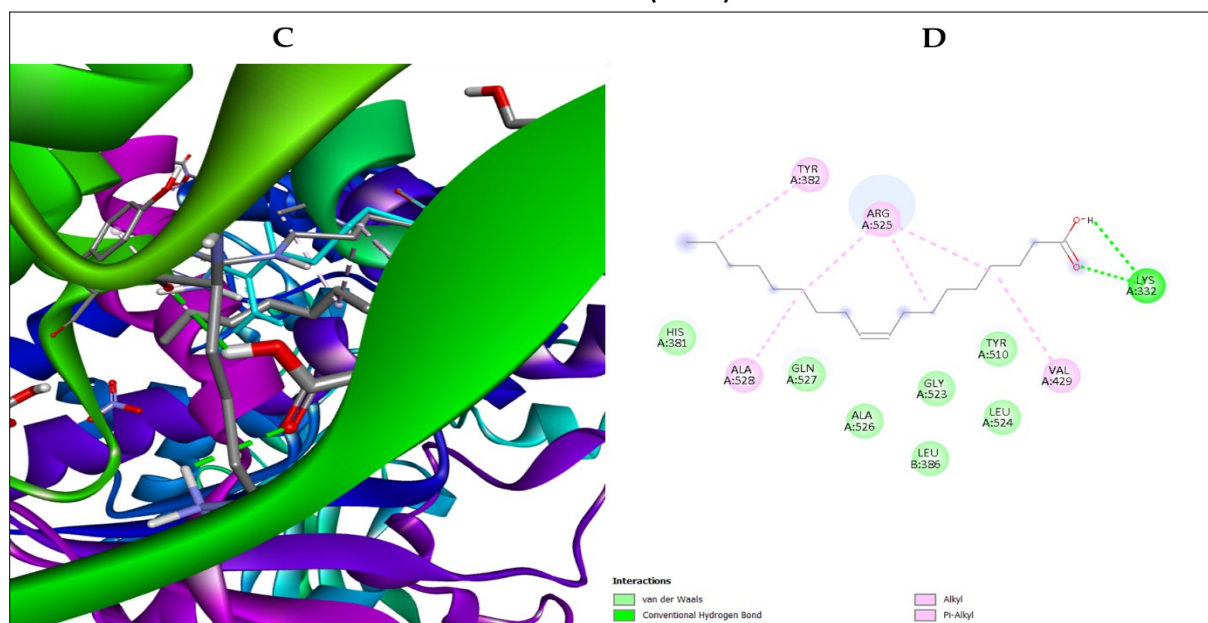 C
D
TYR
A:382
ARG
A:525
O-H
O
LYS
A:332
HIS
A:381
ALA
A:528
GLN
A:527
TYR
A:510
GLY
A:523
VAL
A:429
ALA
A:526
LEU
A:524
LEU
B:386
Interactions
van der Waals
Conventional Hydrogen Bond
Alkyl
Pi-Alkyl